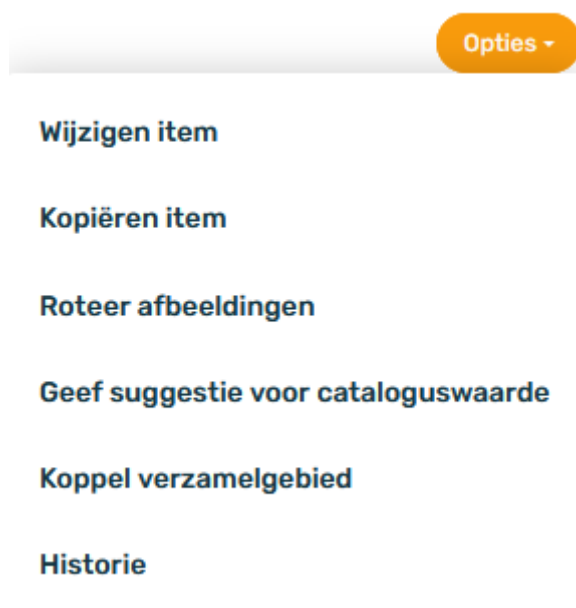 Opties
Wijzigen item
Kopiëren item
Roteer afbeeldingen
Geef suggestie voor cataloguswaarde
Koppel verzamelgebied
Historie